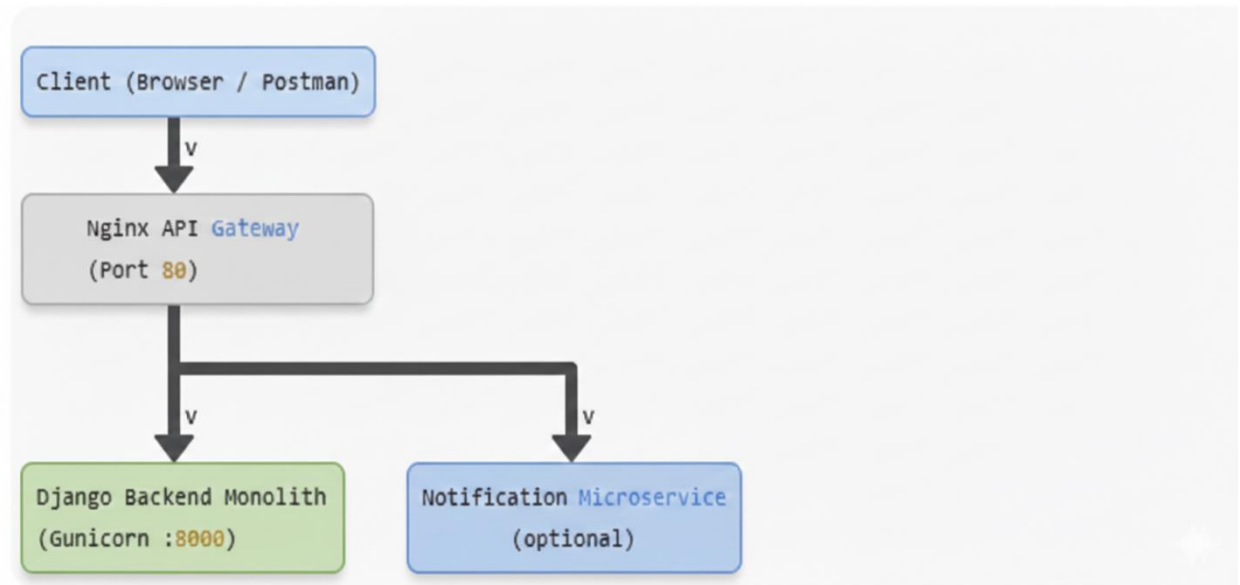 Client (Browser / Postman)
v
Nginx API Gateway
(Port 80)
v
v
Django Backend Monolith
(Gunicorn :8000)
Notification Microservice
(optional)